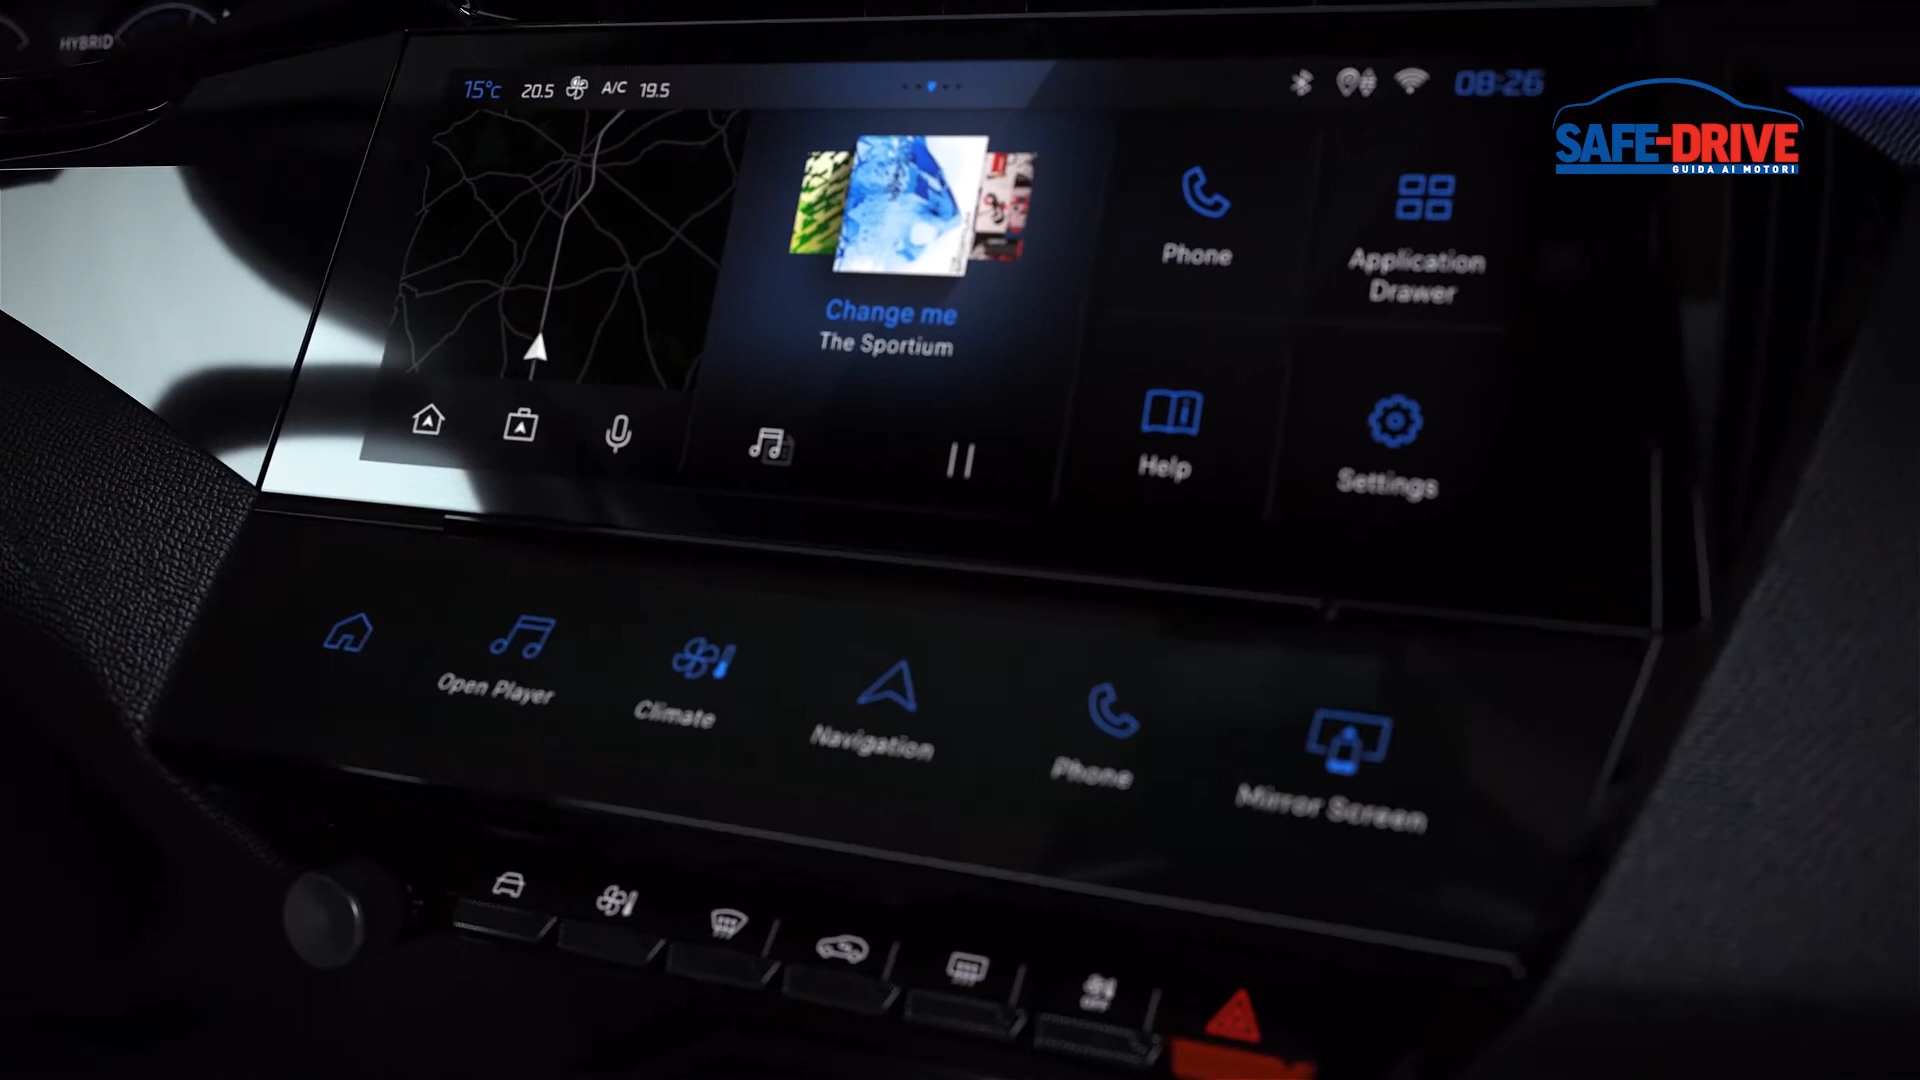 HYBRID
15°c 20.5 A/C 19.5
08:26
SAFE-DRIVE
GUIDA AI MOTORI
Change me
The Sportium
Phone
Application
Drawer
Help
Settings
Open Player
Climate
Navigation
Phone
Mirror Screen
OFF